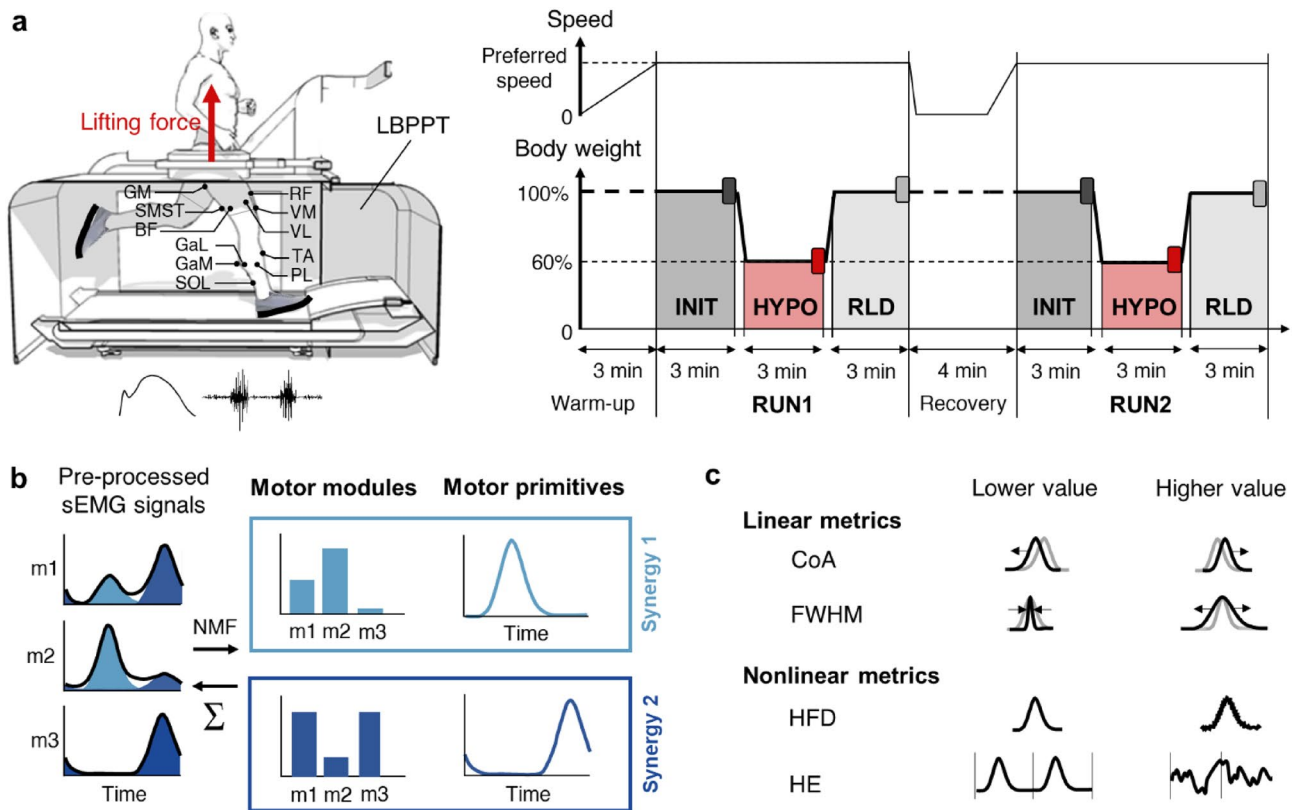 a
Lifting force
LBPPT
GM
SMST
BF
GaL
GaM
SOL
RF
VM
VL
TA
PL
Speed
Preferred
speed
0
Body weight
100%
60%
0
INIT HYPO RLD INIT HYPO RLD
3 min 3 min 3 min 3 min 4 min 3 min 3 min 3 min
Warm-up RUN1 Recovery RUN2
b
Pre-processed
sEMG signals
m1
m2
m3
Time
NMF
Σ
Motor modules Motor primitives
m1 m2 m3 Time
Synergy 1
m1 m2 m3 Time
Synergy 2
c
Lower value Higher value
Linear metrics
CoA
FWHM
Nonlinear metrics
HFD
HE